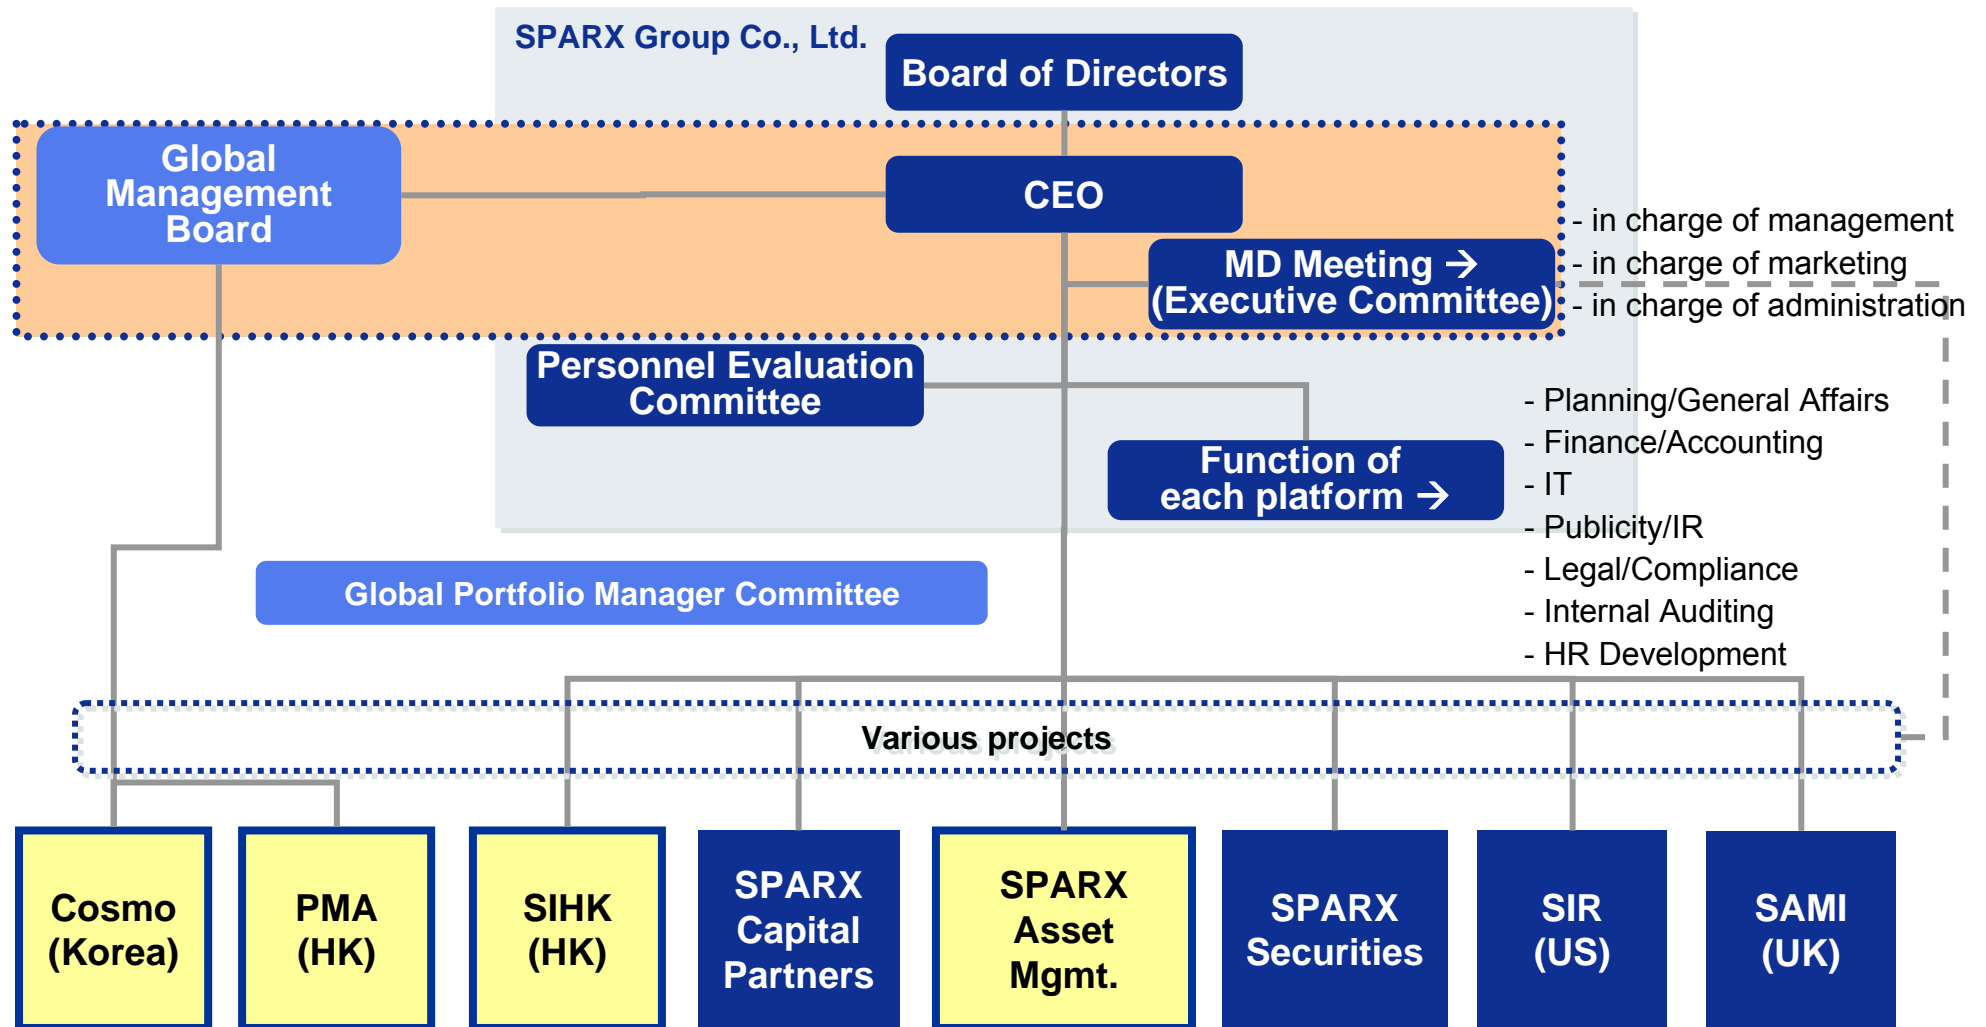 SPARX Group Co., Ltd.
Board of Directors
Global
Management
Board
CEO
MD Meeting →
(Executive Committee)
- in charge of management
- in charge of marketing
- in charge of administration
Personnel Evaluation
Committee
Function of
each platform →
- Planning/General Affairs
- Finance/Accounting
- IT
- Publicity/IR
- Legal/Compliance
- Internal Auditing
- HR Development
Global Portfolio Manager Committee
Various projects
Cosmo
(Korea)
PMA
(HK)
SIHK
(HK)
SPARX
Capital
Partners
SPARX
Asset
Mgmt.
SPARX
Securities
SIR
(US)
SAMI
(UK)